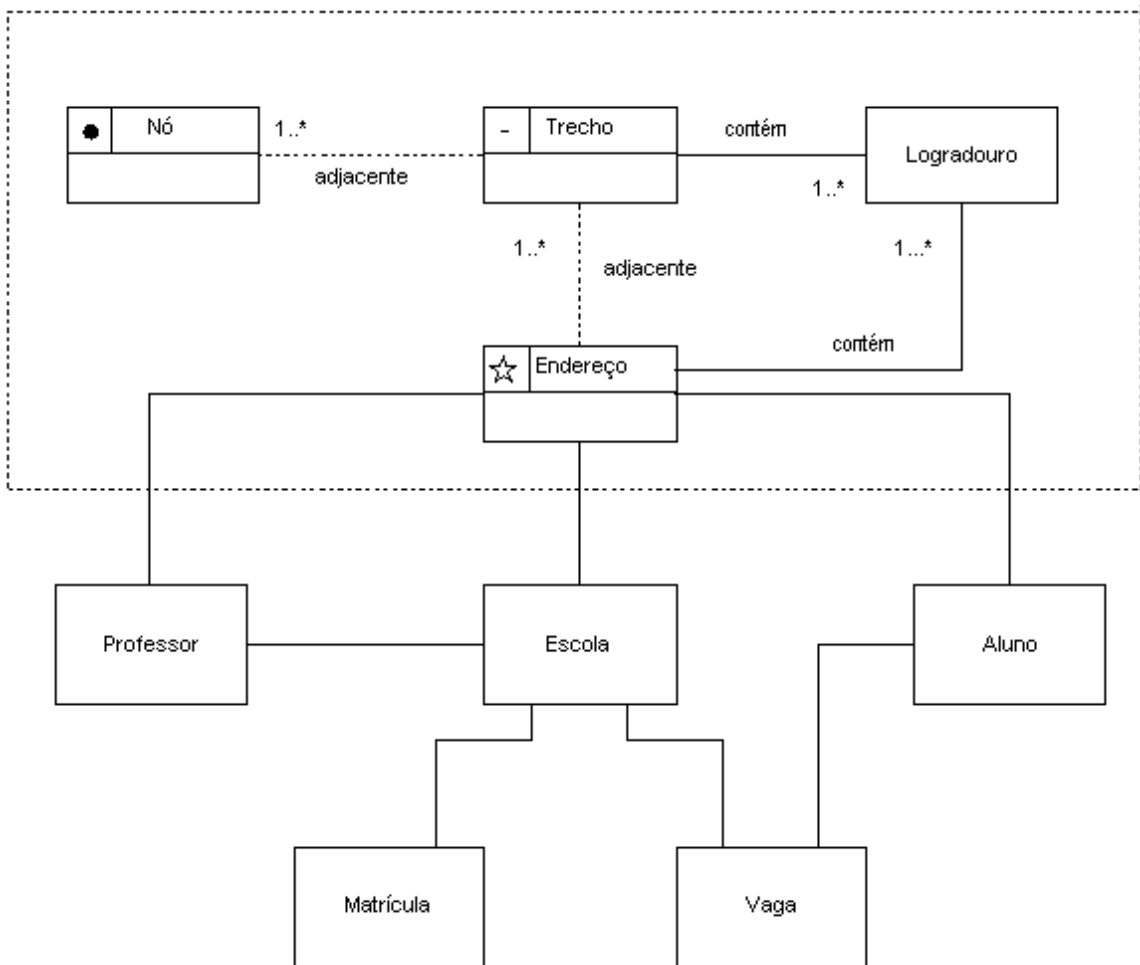 Nó
1..*
adjacente
- Trecho
contém
1..*
Logradouro
1..*
adjacente
1...*
contém
Endereço
Professor
Escola
Aluno
Matrícula
Vaga